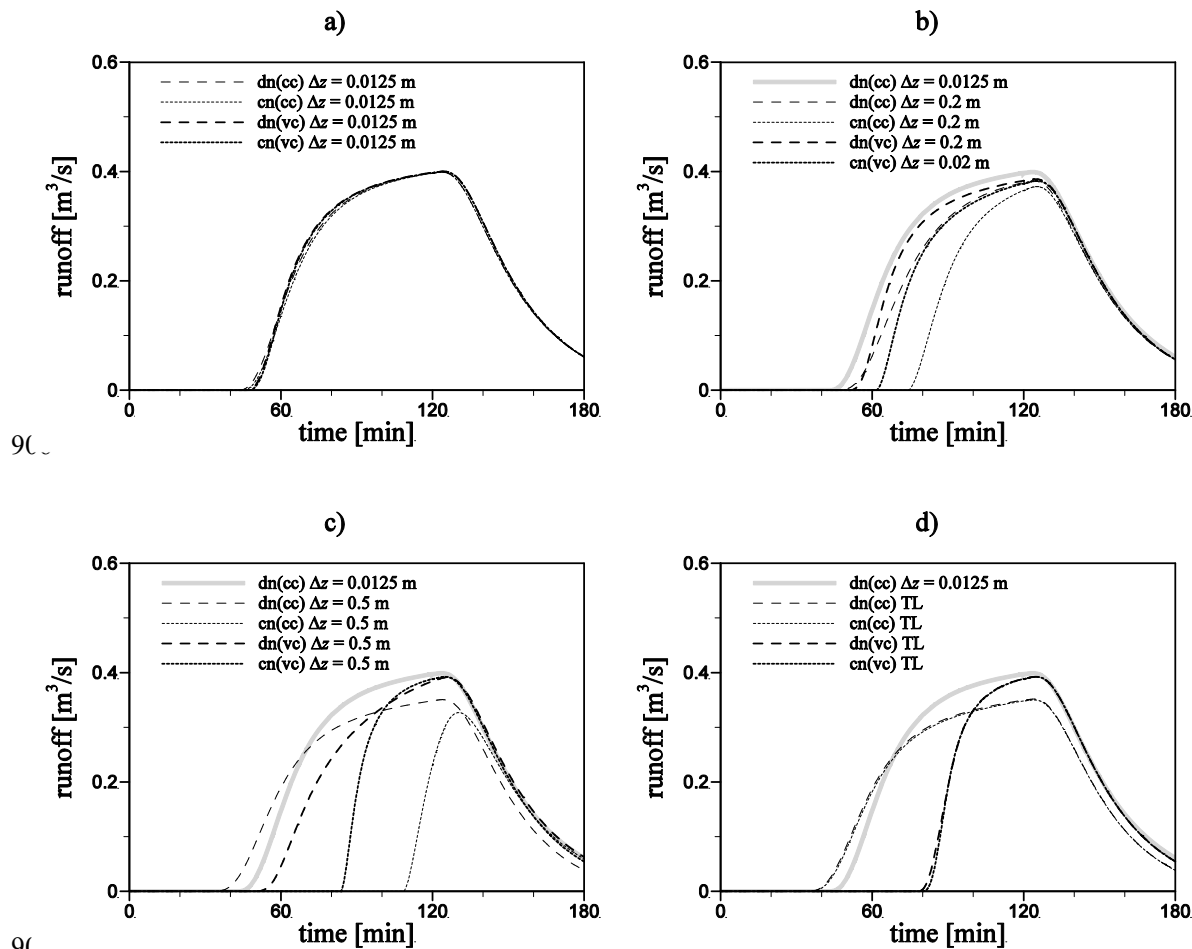 a)
0.6
dn(cc) Δz = 0.0125 m
cn(cc) Δz = 0.0125 m
dn(vc) Δz = 0.0125 m
cn(vc) Δz = 0.0125 m
0.4
runoff [m³/s]
0.2
0
0. 60. 120. 180.
time [min].
b)
0.6
dn(cc) Δz = 0.0125 m
dn(cc) Δz = 0.2 m
cn(cc) Δz = 0.2 m
dn(vc) Δz = 0.2 m
cn(vc) Δz = 0.02 m
0.4
runoff [m³/s]
0.2
0
0. 60. 120. 180.
time [min].
c)
0.6
dn(cc) Δz = 0.0125 m
dn(cc) Δz = 0.5 m
cn(cc) Δz = 0.5 m
dn(vc) Δz = 0.5 m
cn(vc) Δz = 0.5 m
0.4
runoff [m³/s]
0.2
0
0. 60. 120. 180.
time [min].
d)
0.6
dn(cc) Δz = 0.0125 m
dn(cc) TL
cn(cc) TL
dn(vc) TL
cn(vc) TL
0.4
runoff [m³/s]
0.2
0
0. 60. 120. 180.
time [min].